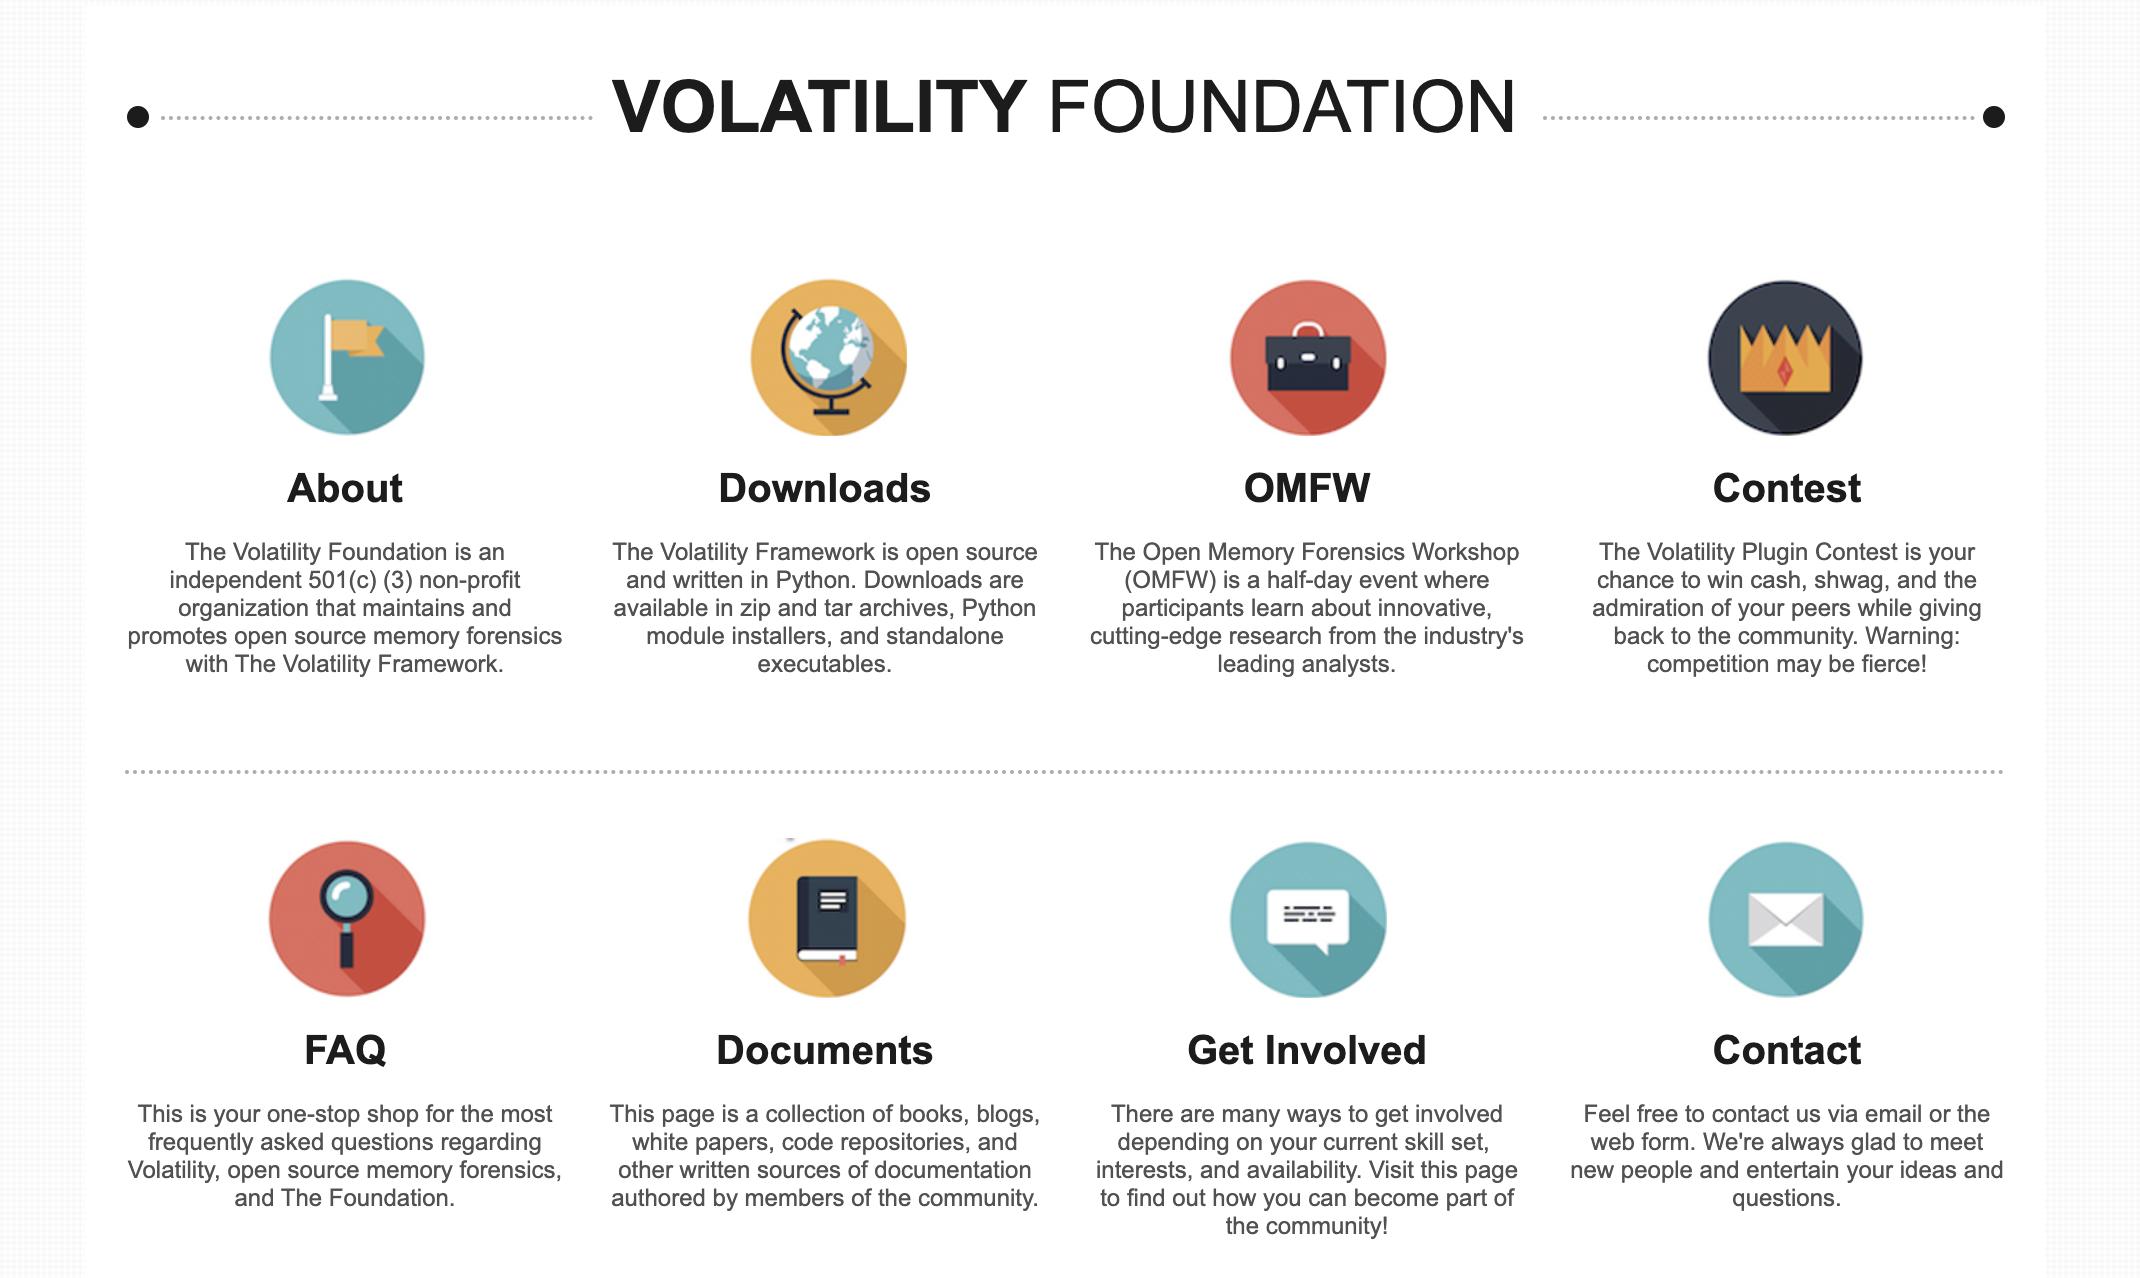 VOLATILITY FOUNDATION
About
The Volatility Foundation is an
independent 501(c) (3) non-profit
organization that maintains and
promotes open source memory forensics
with The Volatility Framework.
Downloads
The Volatility Framework is open source
and written in Python. Downloads are
available in zip and tar archives, Python
module installers, and standalone
executables.
OMFW
The Open Memory Forensics Workshop
(OMFW) is a half-day event where
participants learn about innovative,
cutting-edge research from the industry's
leading analysts.
Contest
The Volatility Plugin Contest is your
chance to win cash, shwag, and the
admiration of your peers while giving
back to the community. Warning:
competition may be fierce!
FAQ
This is your one-stop shop for the most
frequently asked questions regarding
Volatility, open source memory forensics,
and The Foundation.
Documents
This page is a collection of books, blogs,
white papers, code repositories, and
other written sources of documentation
authored by members of the community.
Get Involved
There are many ways to get involved
depending on your current skill set,
interests, and availability. Visit this page
to find out how you can become part of
the community!
Contact
Feel free to contact us via email or the
web form. We're always glad to meet
new people and entertain your ideas and
questions.